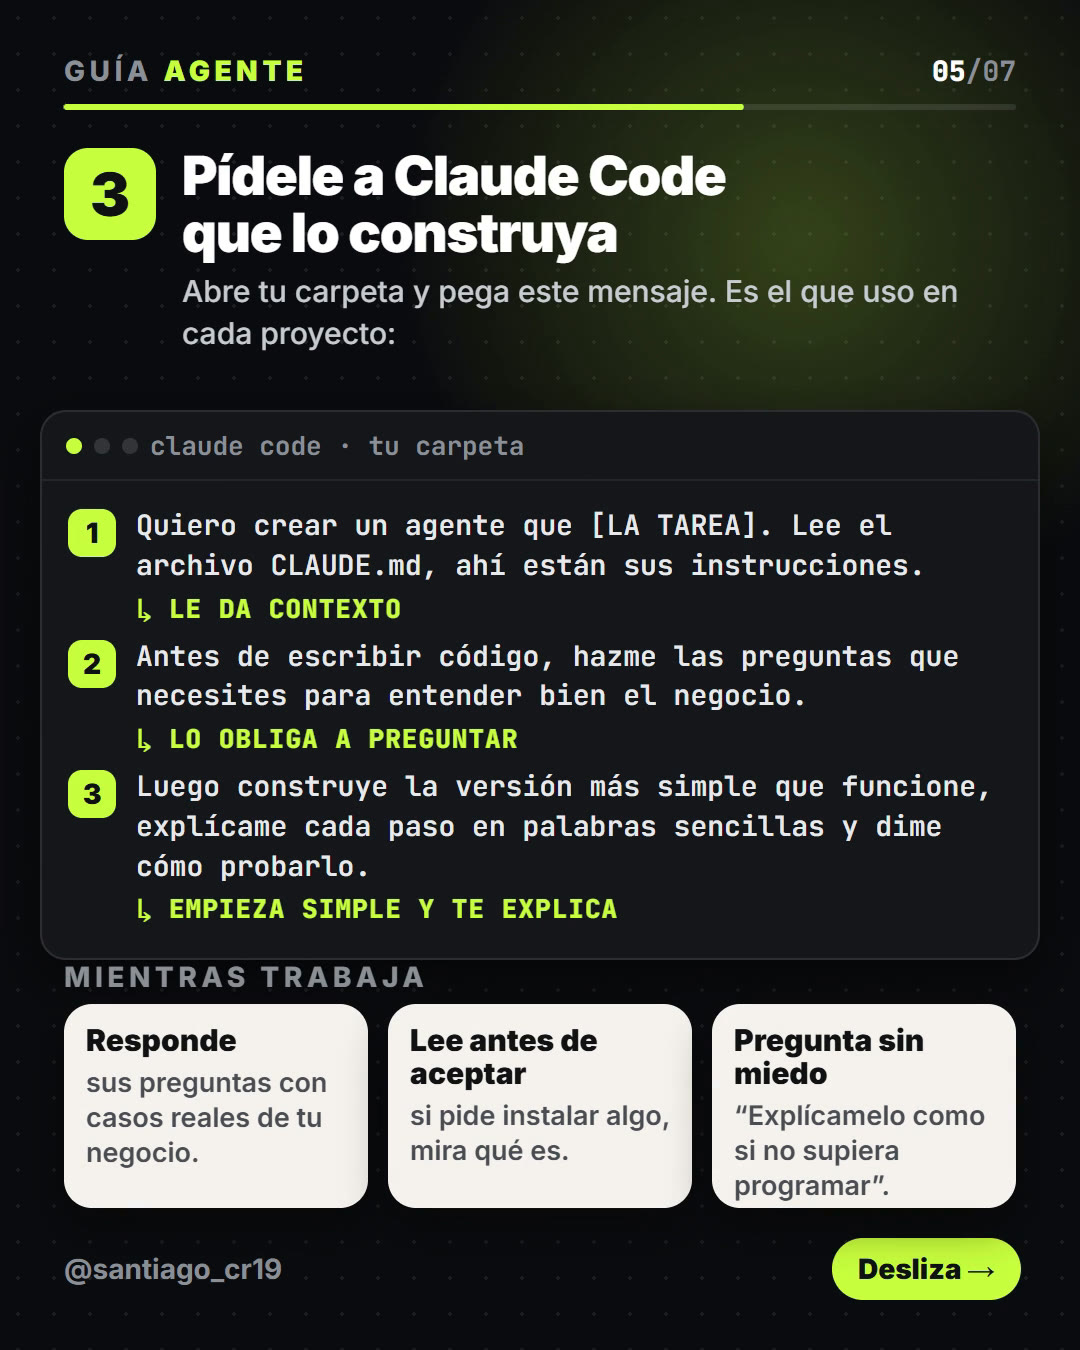 GUÍA AGENTE
05/07
3
Pídele a Claude Code
que lo construya
Abre tu carpeta y pega este mensaje. Es el que uso en
cada proyecto:
claude code · tu carpeta
1
Quiero crear un agente que [LA TAREA]. Lee el
archivo CLAUDE.md, ahí están sus instrucciones.
↳ LE DA CONTEXTO
2
Antes de escribir código, hazme las preguntas que
necesites para entender bien el negocio.
↳ LO OBLIGA A PREGUNTAR
3
Luego construye la versión más simple que funcione,
explícame cada paso en palabras sencillas y dime
cómo probarlo.
↳ EMPIEZA SIMPLE Y TE EXPLICA
MIENTRAS TRABAJA
Responde
sus preguntas con
casos reales de tu
negocio.
Lee antes de
aceptar
si pide instalar algo,
mira qué es.
Pregunta sin
miedo
“Explícamelo como
si no supiera
programar”.
@santiago_cr19
Desliza →